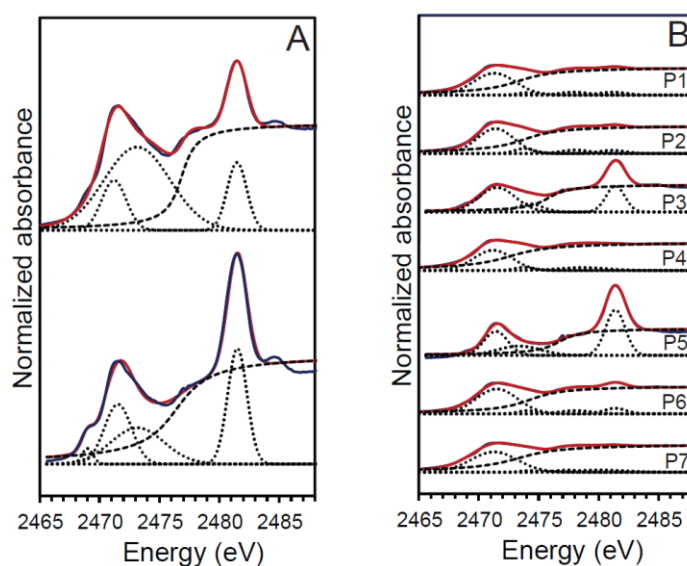 A
Normalized absorbance
2465 2470 2475 2480 2485
Energy (eV)
B
Normalized absorbance
P1
P2
P3
P4
P5
P6
P7
2465 2470 2475 2480 2485
Energy (eV)